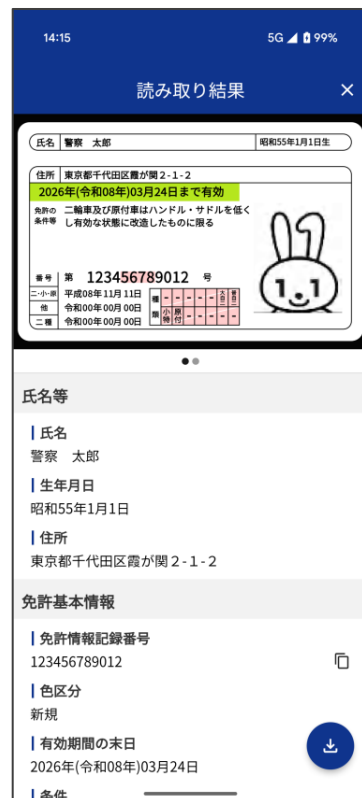 14:15
5G 99%
読み取り結果
氏名 警察　太郎 昭和55年1月1日生
住所 東京都千代田区霞が関２-１-２
2026年(令和08年)03月24日まで有効
免許の条件等 二輪車及び原付車はハンドル・サドルを低くし有効な状態に改造したものに限る
番号 第 123456789012 号
二・小・原 平成08年11月11日
他 令和00年00月00日
二種 令和00年00月00日
種類 - - - - - 大自二 普自二
小特 原付 - - - - -
氏名等
氏名
警察　太郎
生年月日
昭和55年1月1日
住所
東京都千代田区霞が関２-１-２
免許基本情報
免許情報記録番号
123456789012
色区分
新規
有効期間の末日
2026年(令和08年)03月24日
条件